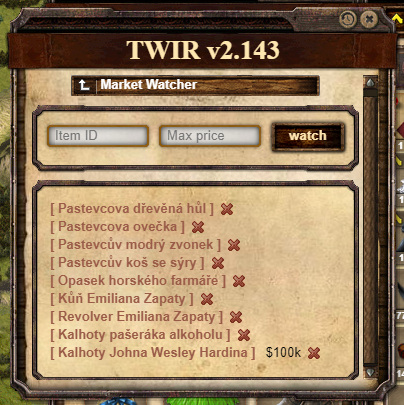 TWIR v2.143
Market Watcher
Item ID
Max price
watch
[ Pastevcova dřevěná hůl ]
[ Pastevcova ovečka ]
[ Pastevcův modrý zvonek ]
[ Pastevcův koš se sýry ]
[ Opasek horského farmáře ]
[ Kůň Emiliana Zapaty ]
[ Revolver Emiliana Zapaty ]
[ Kalhoty pašeráka alkoholu ]
[ Kalhoty Johna Wesley Hardina ] $100k